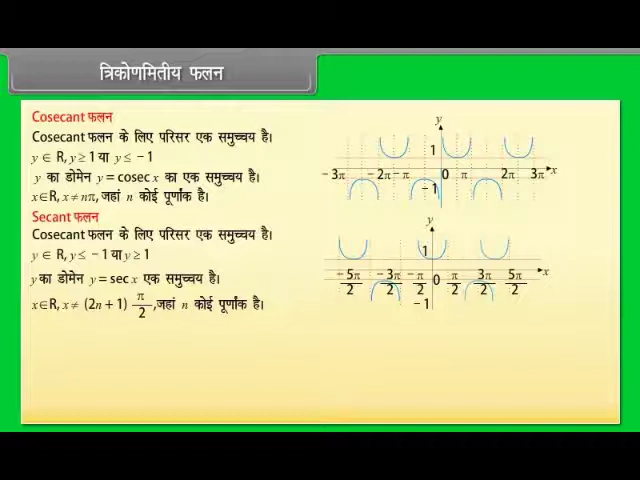 त्रिकोणमितीय फलन
Cosecant फलन
Cosecant फलन के लिए परिसर एक समुच्चय है।
y ∈ R, y ≥ 1 या y ≤ − 1
y का डोमेन y = cosec x का एक समुच्चय है।
x∈R, x ≠ nπ, जहां n कोई पूर्णांक है।
Secant फलन
Cosecant फलन के लिए परिसर एक समुच्चय है।
y ∈ R, y ≤ − 1 या y ≥ 1
y का डोमेन y = sec x एक समुच्चय है।
x∈R, x ≠ (2n + 1) π/2, जहां n कोई पूर्णांक है।
y
1
− 3π − 2π − π 0 π 2π 3π x
− 1
y
1
x
− 5π/2 − 3π/2 − π/2 0 π/2 3π/2 5π/2
− 1